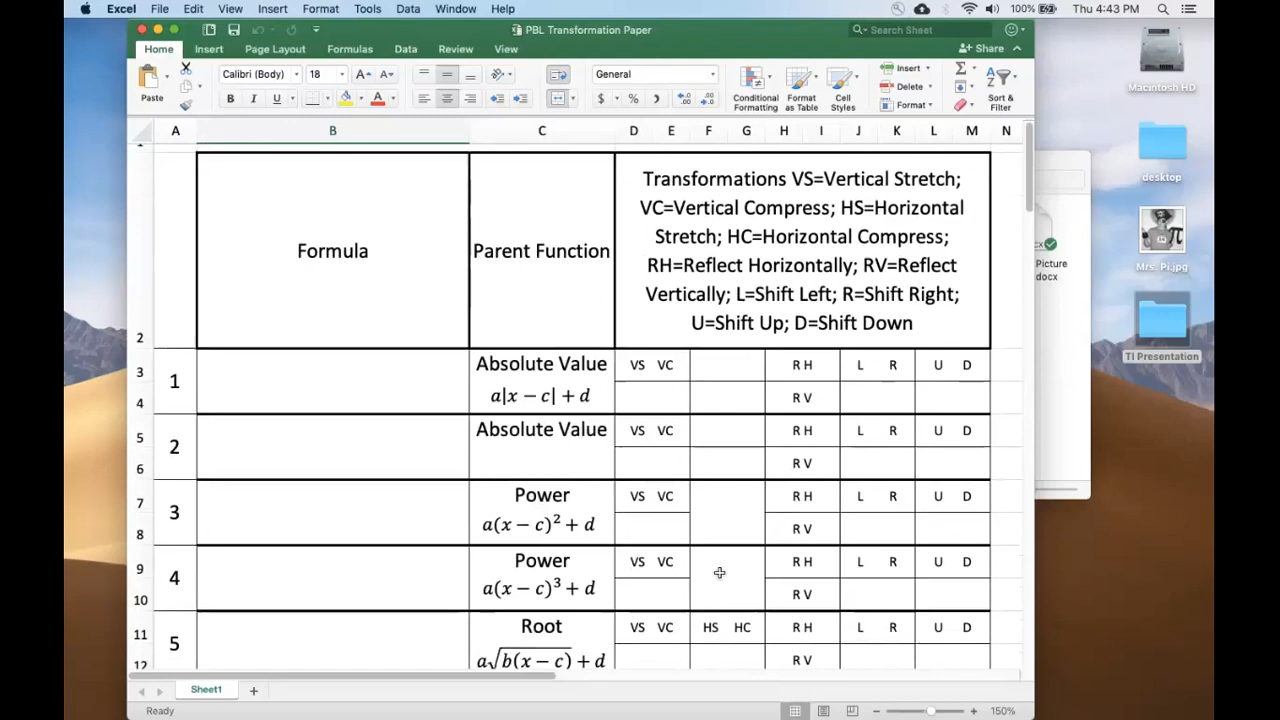 Excel File Edit View Insert Format Tools Data Window Help 100% Thu 4:43 PM
PBL Transformation Paper
Search Sheet
Home Insert Page Layout Formulas Data Review View
Share
Paste
Calibri (Body) 18
General
Conditional Formatting
Format as Table
Cell Styles
Insert
Delete
Format
Sort & Filter
A B C D E F G H I J K L M N
2
Formula
Parent Function
Transformations VS=Vertical Stretch;
VC=Vertical Compress; HS=Horizontal
Stretch; HC=Horizontal Compress;
RH=Reflect Horizontally; RV=Reflect
Vertically; L=Shift Left; R=Shift Right;
U=Shift Up; D=Shift Down
3 1 Absolute Value VS VC R H L R U D
4 a|x − c| + d R V
5 2 Absolute Value VS VC R H L R U D
6 R V
7 3 Power VS VC R H L R U D
8 a(x − c)² + d R V
9 4 Power VS VC R H L R U D
10 a(x − c)³ + d R V
11 5 Root VS VC HS HC R H L R U D
12 a√b(x − c) + d R V
Sheet1
Ready
150%
Macintosh HD
desktop
Mrs. Pi.jpg
TI Presentation
Picture
docx